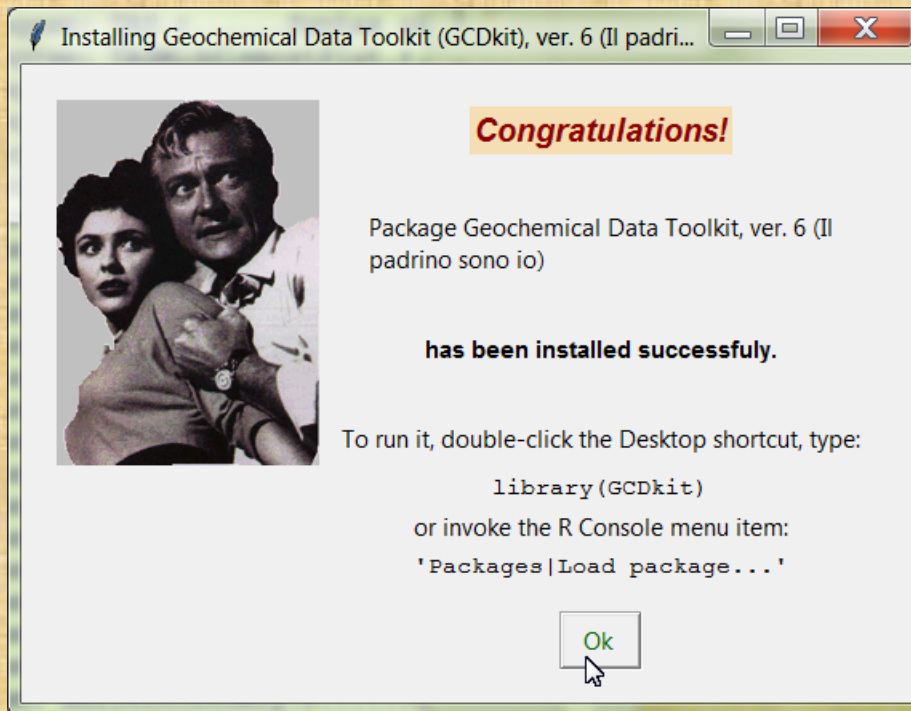 Installing Geochemical Data Toolkit (GCDkit), ver. 6 (Il padri...
Congratulations!
Package Geochemical Data Toolkit, ver. 6 (Il
padrino sono io)
has been installed successfuly.
To run it, double-click the Desktop shortcut, type:
library(GCDkit)
or invoke the R Console menu item:
'Packages|Load package...'
Ok